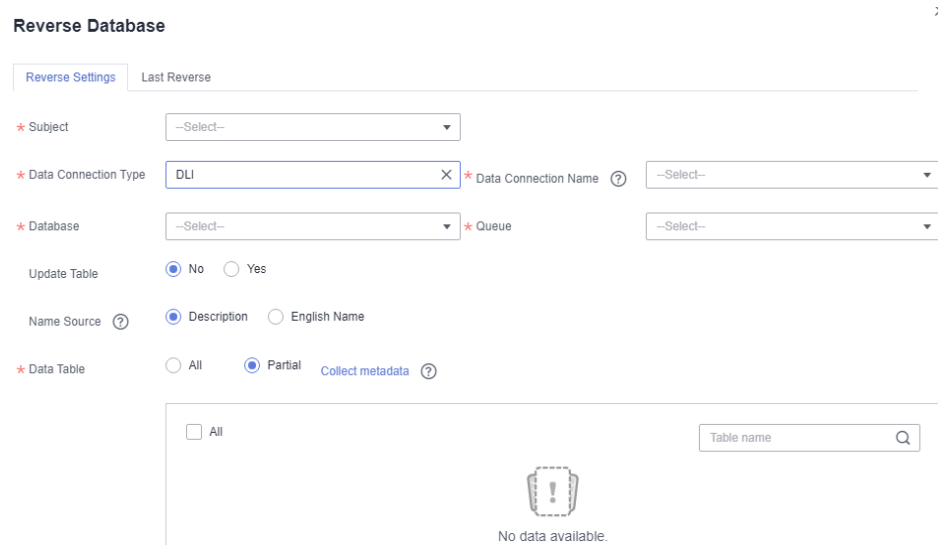 Reverse Database
Reverse Settings Last Reverse
* Subject --Select--
* Data Connection Type DLI * Data Connection Name ? --Select--
* Database --Select-- * Queue --Select--
Update Table No Yes
Name Source ? Description English Name
* Data Table All Partial Collect metadata ?
All Table name
!
No data available.